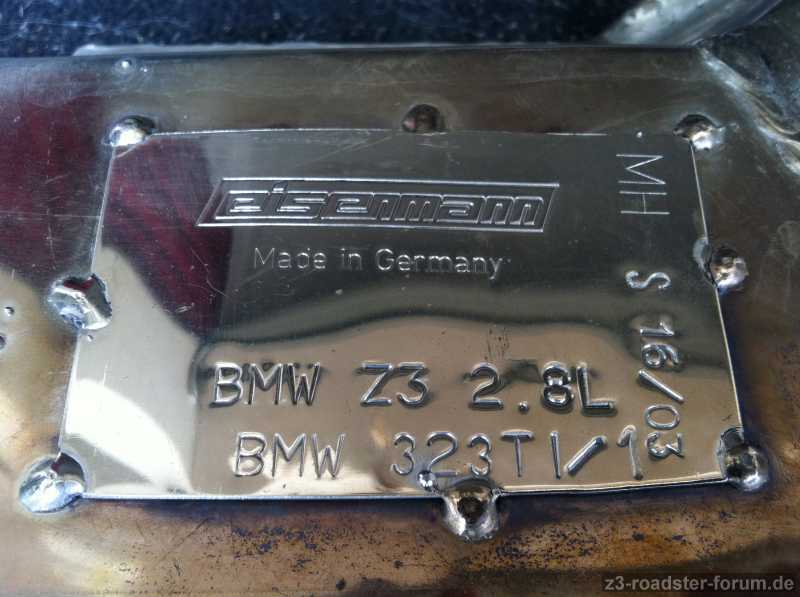 eisenmann
Made in Germany
BMW Z3 2.8L
BMW 323TI/1
MH S 16/03
z3-roadster-forum.de